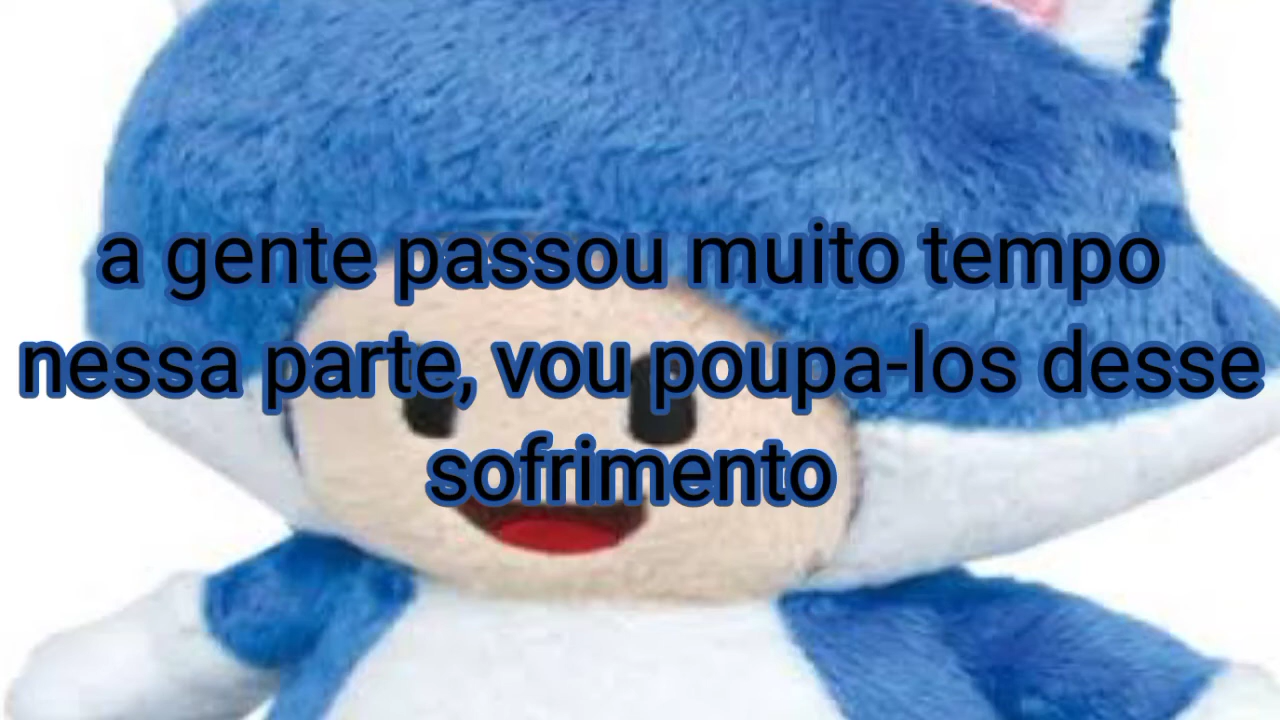 a gente passou muito tempo
nessa parte, vou poupa-los desse
sofrimento